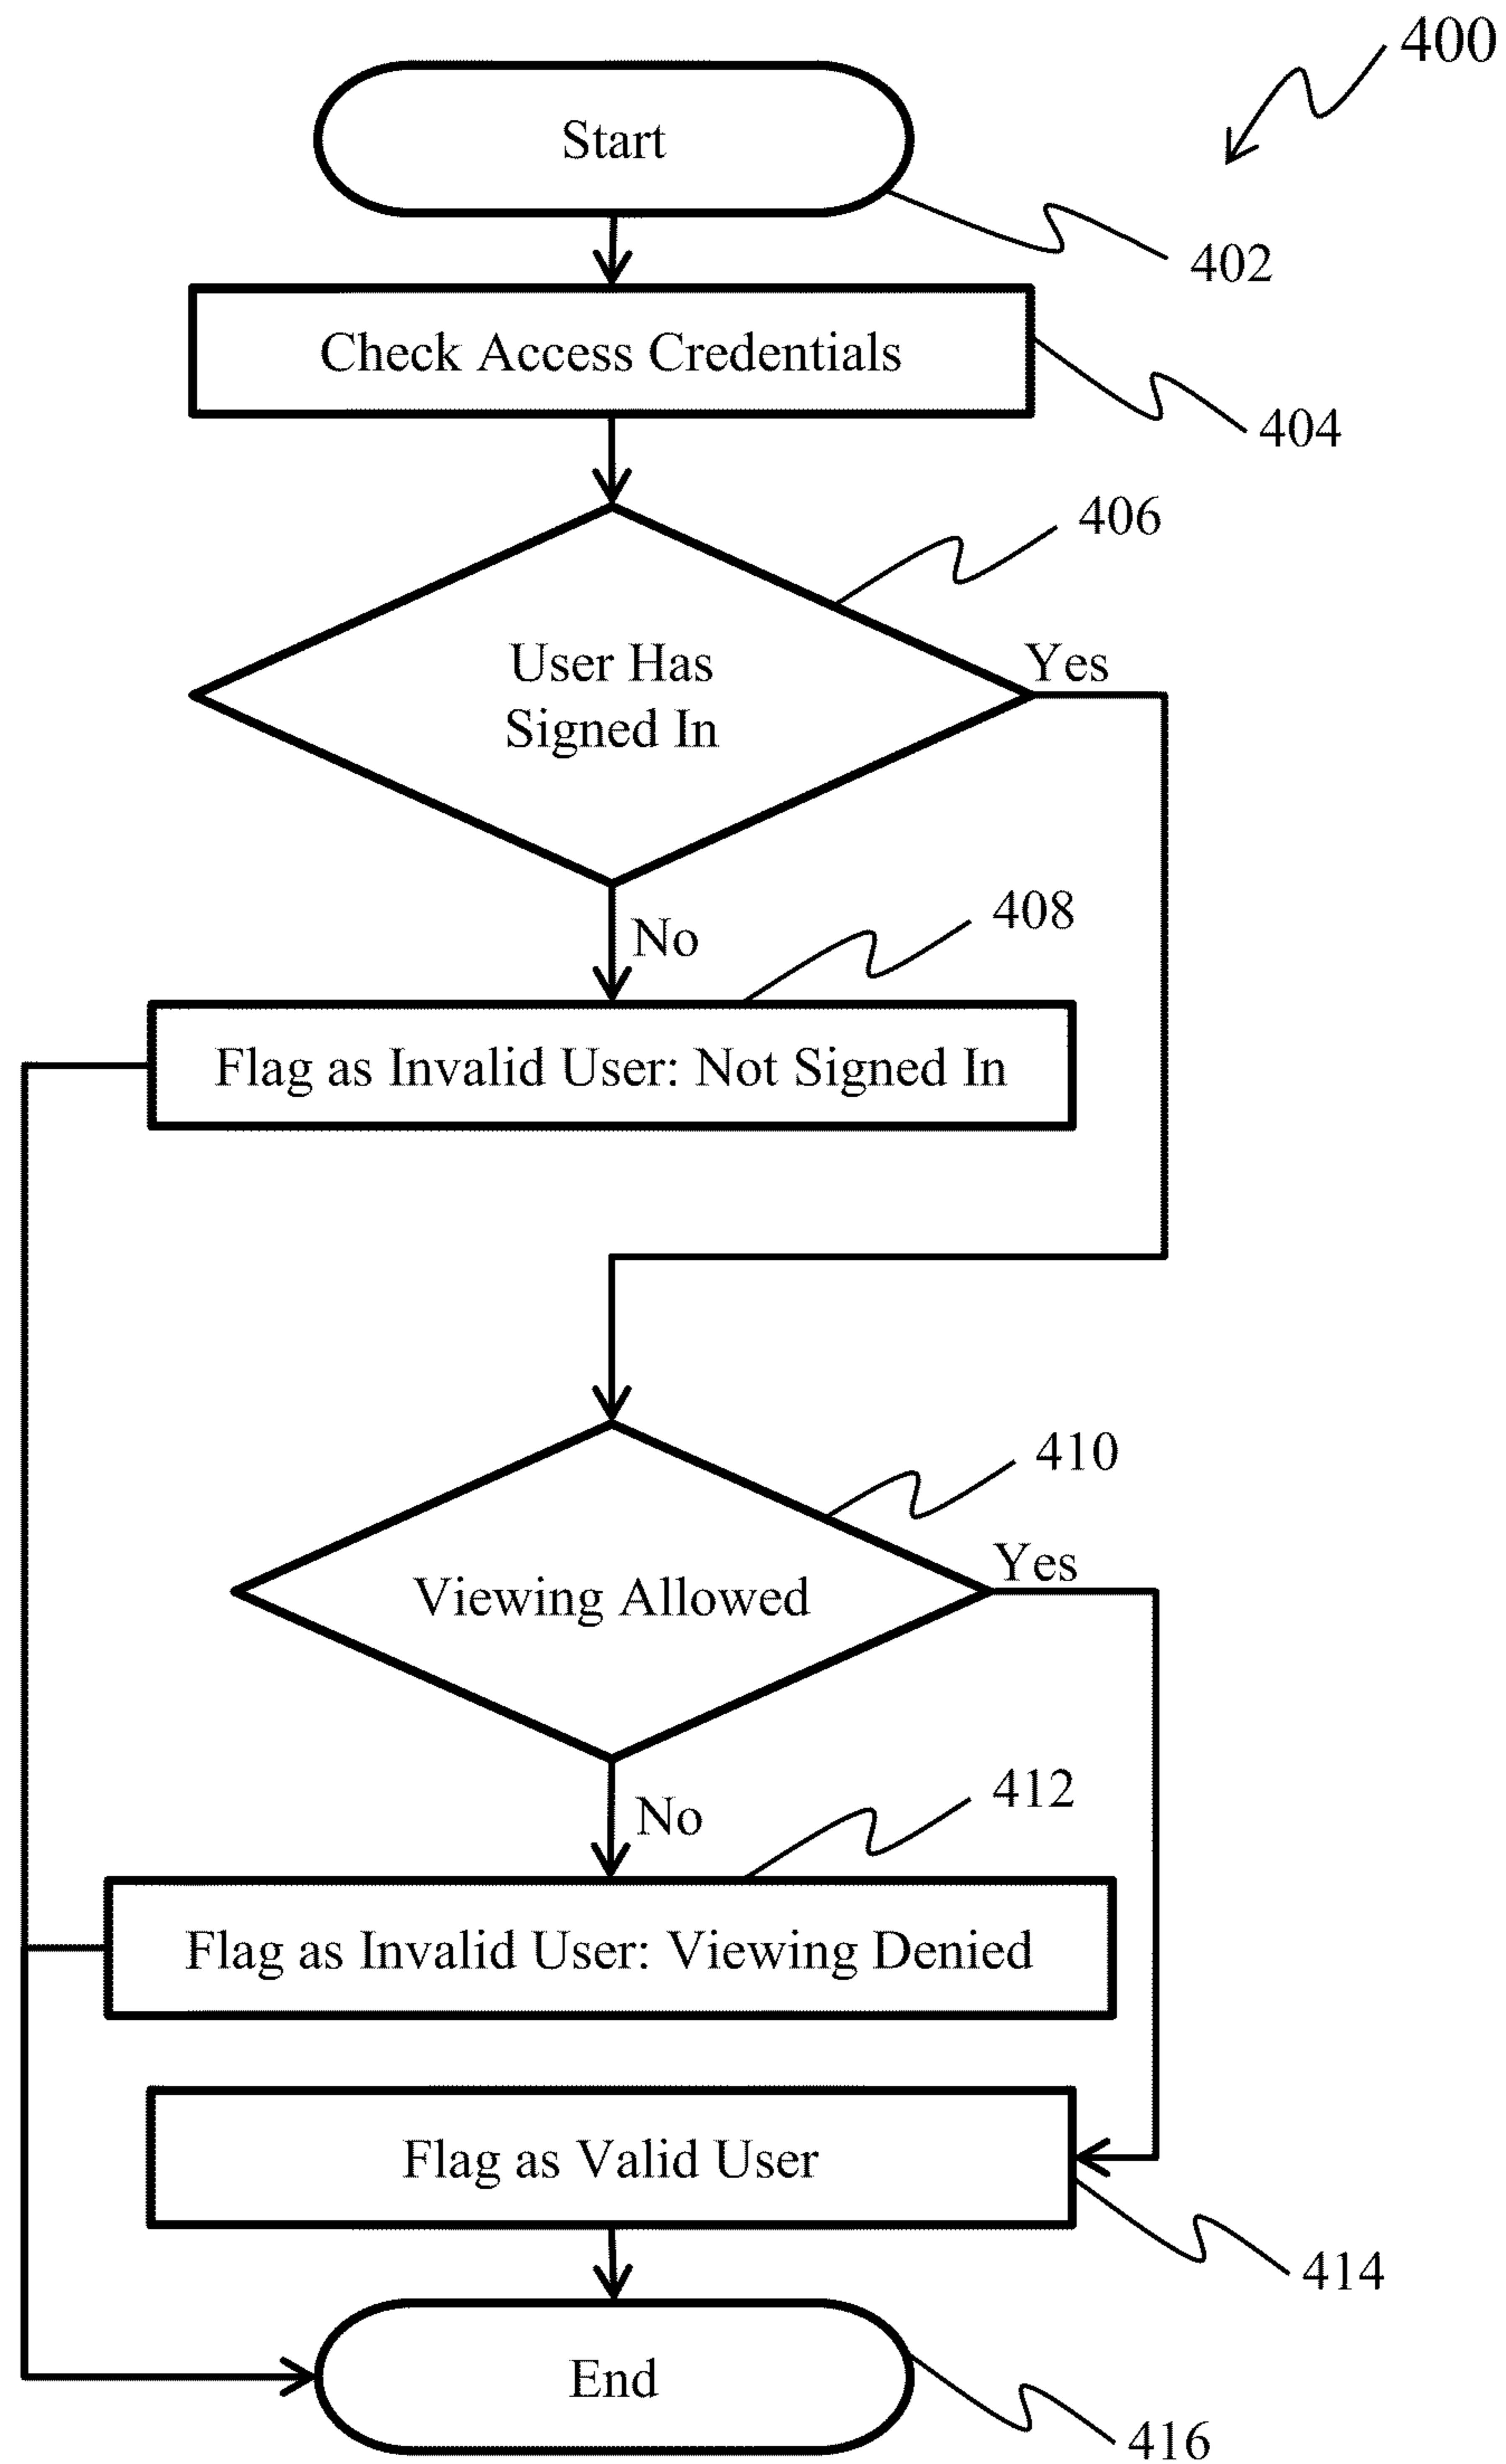 400
Start
402
Check Access Credentials
404
406
User Has
Signed In
Yes
No
408
Flag as Invalid User: Not Signed In
410
Viewing Allowed
Yes
No
412
Flag as Invalid User: Viewing Denied
Flag as Valid User
414
End
416